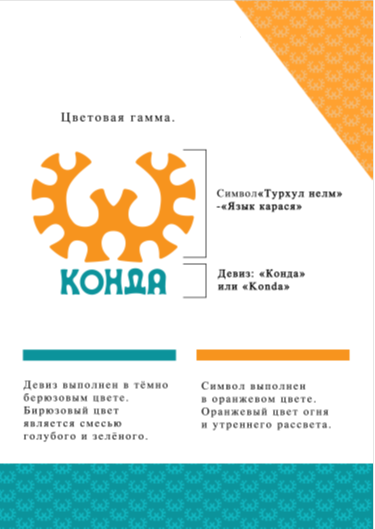 Цветовая гамма.
Символ«Турхул нелм»
-«Язык карася»
КОНДА
Девиз: «Конда»
или «Konda»
Девиз выполнен в тёмно
берюзовым цвете.
Бирюзовый цвет
является смесью
голубого и зелёного.
Символ выполнен
в оранжевом цвете.
Оранжевый цвет огня
и утреннего рассвета.